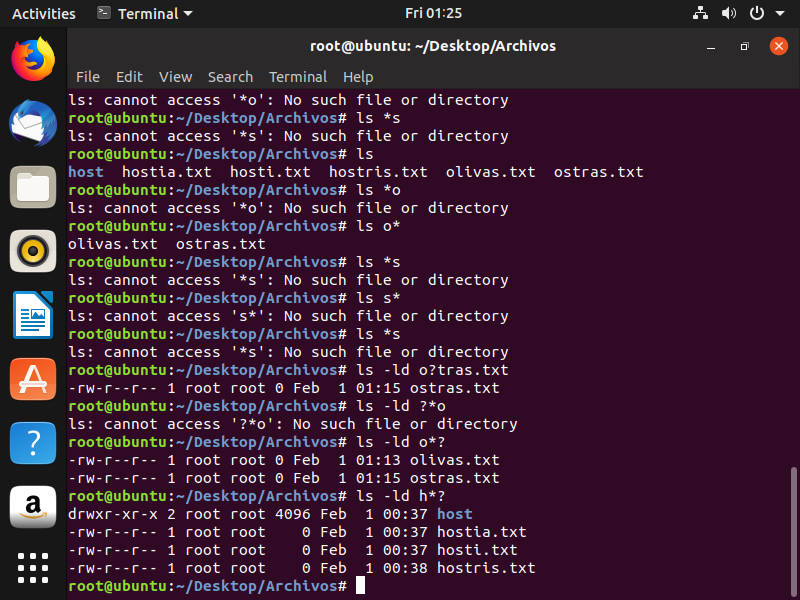 Activities Terminal Fri 01:25
root@ubuntu: ~/Desktop/Archivos
File Edit View Search Terminal Help
ls: cannot access '*o': No such file or directory
root@ubuntu:~/Desktop/Archivos# ls *s
ls: cannot access '*s': No such file or directory
root@ubuntu:~/Desktop/Archivos# ls
host  hostia.txt  hosti.txt  hostris.txt  olivas.txt  ostras.txt
root@ubuntu:~/Desktop/Archivos# ls *o
ls: cannot access '*o': No such file or directory
root@ubuntu:~/Desktop/Archivos# ls o*
olivas.txt  ostras.txt
root@ubuntu:~/Desktop/Archivos# ls *s
ls: cannot access '*s': No such file or directory
root@ubuntu:~/Desktop/Archivos# ls s*
ls: cannot access 's*': No such file or directory
root@ubuntu:~/Desktop/Archivos# ls *s
ls: cannot access '*s': No such file or directory
root@ubuntu:~/Desktop/Archivos# ls -ld o?tras.txt
-rw-r--r-- 1 root root 0 Feb  1 01:15 ostras.txt
root@ubuntu:~/Desktop/Archivos# ls -ld ?*o
ls: cannot access '?*o': No such file or directory
root@ubuntu:~/Desktop/Archivos# ls -ld o*?
-rw-r--r-- 1 root root 0 Feb  1 01:13 olivas.txt
-rw-r--r-- 1 root root 0 Feb  1 01:15 ostras.txt
root@ubuntu:~/Desktop/Archivos# ls -ld h*?
drwxr-xr-x 2 root root 4096 Feb  1 00:37 host
-rw-r--r-- 1 root root    0 Feb  1 00:37 hostia.txt
-rw-r--r-- 1 root root    0 Feb  1 00:37 hosti.txt
-rw-r--r-- 1 root root    0 Feb  1 00:38 hostris.txt
root@ubuntu:~/Desktop/Archivos#